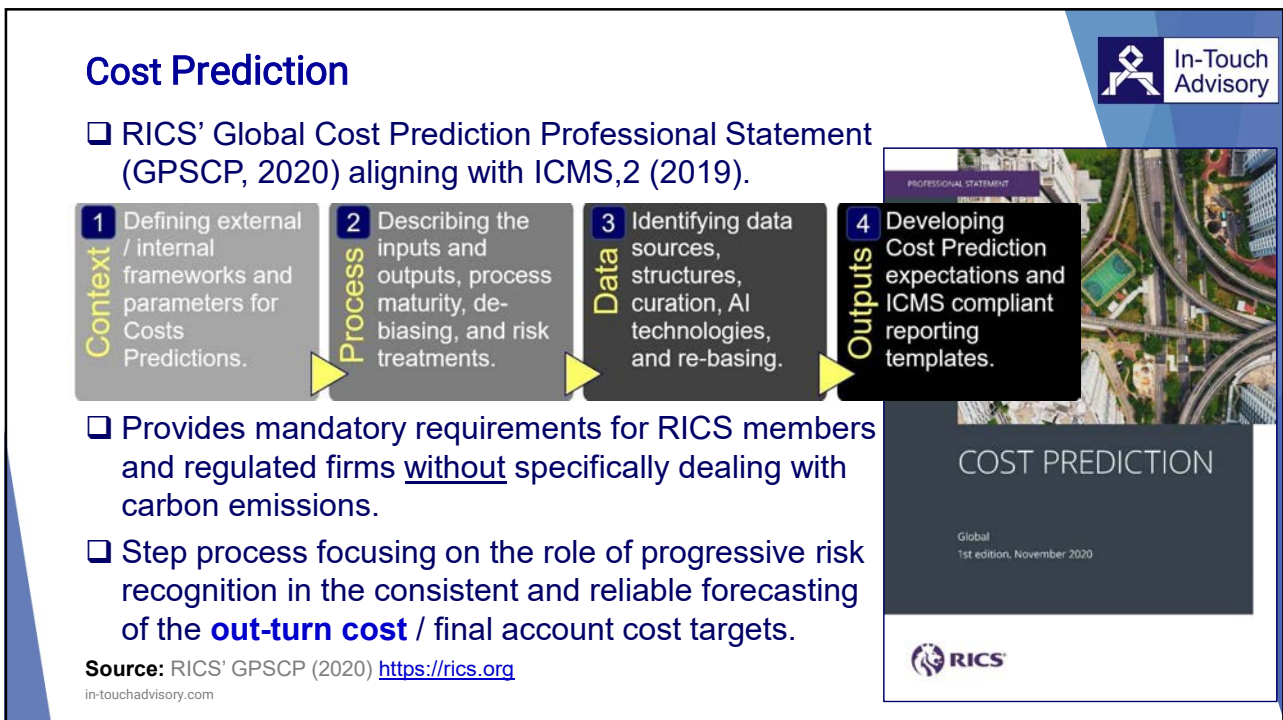 Cost Prediction
In-Touch
Advisory
❑ RICS’ Global Cost Prediction Professional Statement
(GPSCP, 2020) aligning with ICMS,2 (2019).
1
Context
Defining external
/ internal
frameworks and
parameters for
Costs
Predictions.
2
Process
Describing the
inputs and
outputs, process
maturity, de-
biasing, and risk
treatments.
3
Data
Identifying data
sources,
structures,
curation, AI
technologies,
and re-basing.
4
Outputs
Developing
Cost Prediction
expectations and
ICMS compliant
reporting
templates.
❑ Provides mandatory requirements for RICS members
and regulated firms without specifically dealing with
carbon emissions.
❑ Step process focusing on the role of progressive risk
recognition in the consistent and reliable forecasting
of the out-turn cost / final account cost targets.
Source: RICS’ GPSCP (2020) https://rics.org
in-touchadvisory.com
PROFESSIONAL STATEMENT
COST PREDICTION
Global
1st edition, November 2020
RICS